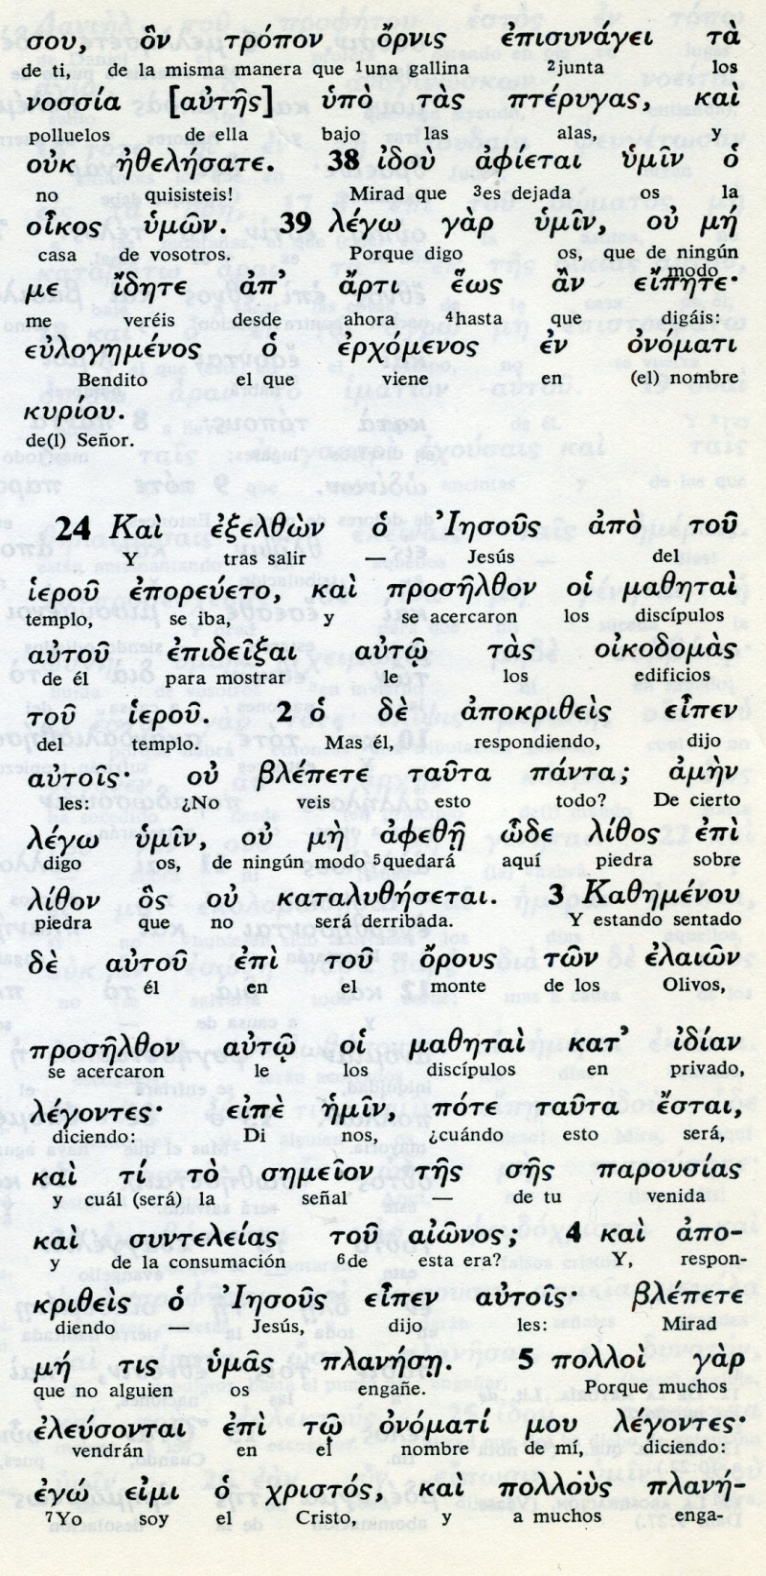 σου, ὃν τρόπον ὄρνις ἐπισυνάγει τὰ
de ti, de la misma manera que 1una gallina 2junta los
νοσσία [αὐτῆς] ὑπὸ τὰς πτέρυγας, καὶ
polluelos de ella bajo las alas, y
οὐκ ἠθελήσατε. 38 ἰδοὺ ἀφίεται ὑμῖν ὁ
no quisisteis! Mirad que 3es dejada os la
οἶκος ὑμῶν. 39 λέγω γὰρ ὑμῖν, οὐ μή
casa de vosotros. Porque digo os, que de ningún modo
με ἴδητε ἀπ' ἄρτι ἕως ἂν εἴπητε·
me veréis desde ahora 4hasta que digáis:
εὐλογημένος ὁ ἐρχόμενος ἐν ὀνόματι
Bendito el que viene en (el) nombre
κυρίου.
de(l) Señor.
24 Καὶ ἐξελθὼν ὁ Ἰησοῦς ἀπὸ τοῦ
Y tras salir — Jesús del
ἱεροῦ ἐπορεύετο, καὶ προσῆλθον οἱ μαθηταὶ
templo, se iba, y se acercaron los discípulos
αὐτοῦ ἐπιδεῖξαι αὐτῷ τὰς οἰκοδομὰς
de él para mostrar le los edificios
τοῦ ἱεροῦ. 2 ὁ δὲ ἀποκριθεὶς εἶπεν
del templo. Mas él, respondiendo, dijo
αὐτοῖς· οὐ βλέπετε ταῦτα πάντα; ἀμὴν
les: ¿No veis esto todo? De cierto
λέγω ὑμῖν, οὐ μὴ ἀφεθῇ ὧδε λίθος ἐπὶ
digo os, de ningún modo 5quedará aquí piedra sobre
λίθον ὃς οὐ καταλυθήσεται. 3 Καθημένου
piedra que no será derribada. Y estando sentado
δὲ αὐτοῦ ἐπὶ τοῦ ὄρους τῶν ἐλαιῶν
él en el monte de los Olivos,
προσῆλθον αὐτῷ οἱ μαθηταὶ κατ' ἰδίαν
se acercaron le los discípulos en privado,
λέγοντες· εἰπὲ ἡμῖν, πότε ταῦτα ἔσται,
diciendo: Di nos, ¿cuándo esto será,
καὶ τί τὸ σημεῖον τῆς σῆς παρουσίας
y cuál (será) la señal — de tu venida
καὶ συντελείας τοῦ αἰῶνος; 4 καὶ ἀπο-
y de la consumación 6de esta era? Y, respon-
κριθεὶς ὁ Ἰησοῦς εἶπεν αὐτοῖς· βλέπετε
diendo — Jesús, dijo les: Mirad
μή τις ὑμᾶς πλανήσῃ. 5 πολλοὶ γὰρ
que no alguien os engañe. Porque muchos
ἐλεύσονται ἐπὶ τῷ ὀνόματί μου λέγοντες·
vendrán en el nombre de mí, diciendo:
ἐγώ εἰμι ὁ χριστός, καὶ πολλοὺς πλανή-
7Yo soy el Cristo, y a muchos enga-